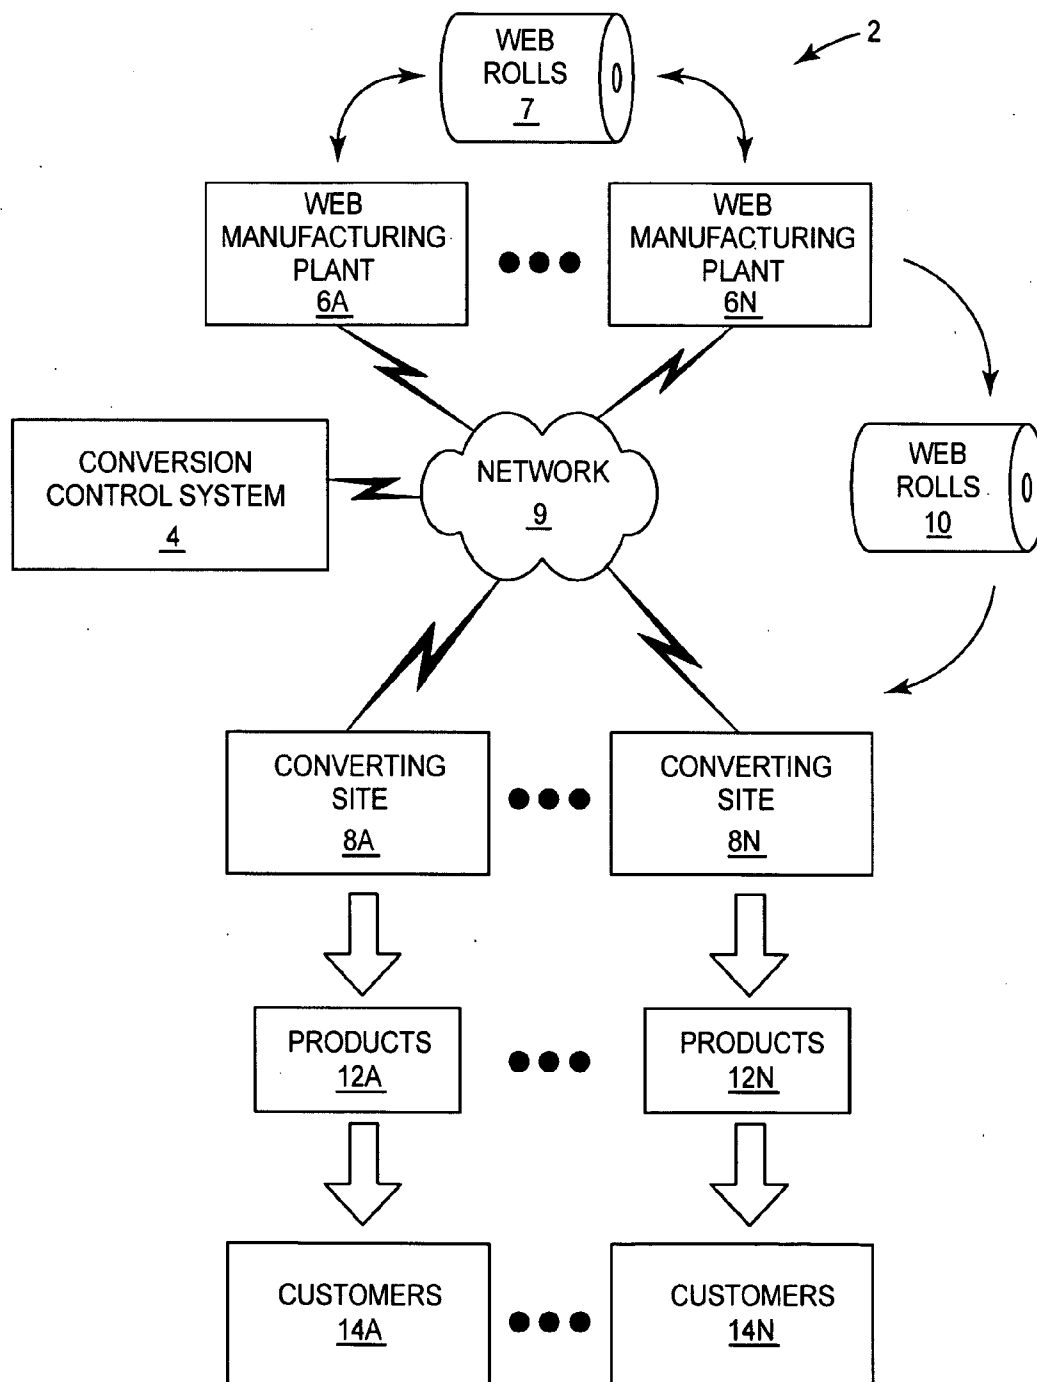 2
WEB
ROLLS
7
WEB
MANUFACTURING
PLANT
6A
WEB
MANUFACTURING
PLANT
6N
CONVERSION
CONTROL SYSTEM
4
NETWORK
9
WEB
ROLLS
10
CONVERTING
SITE
8A
CONVERTING
SITE
8N
PRODUCTS
12A
PRODUCTS
12N
CUSTOMERS
14A
CUSTOMERS
14N